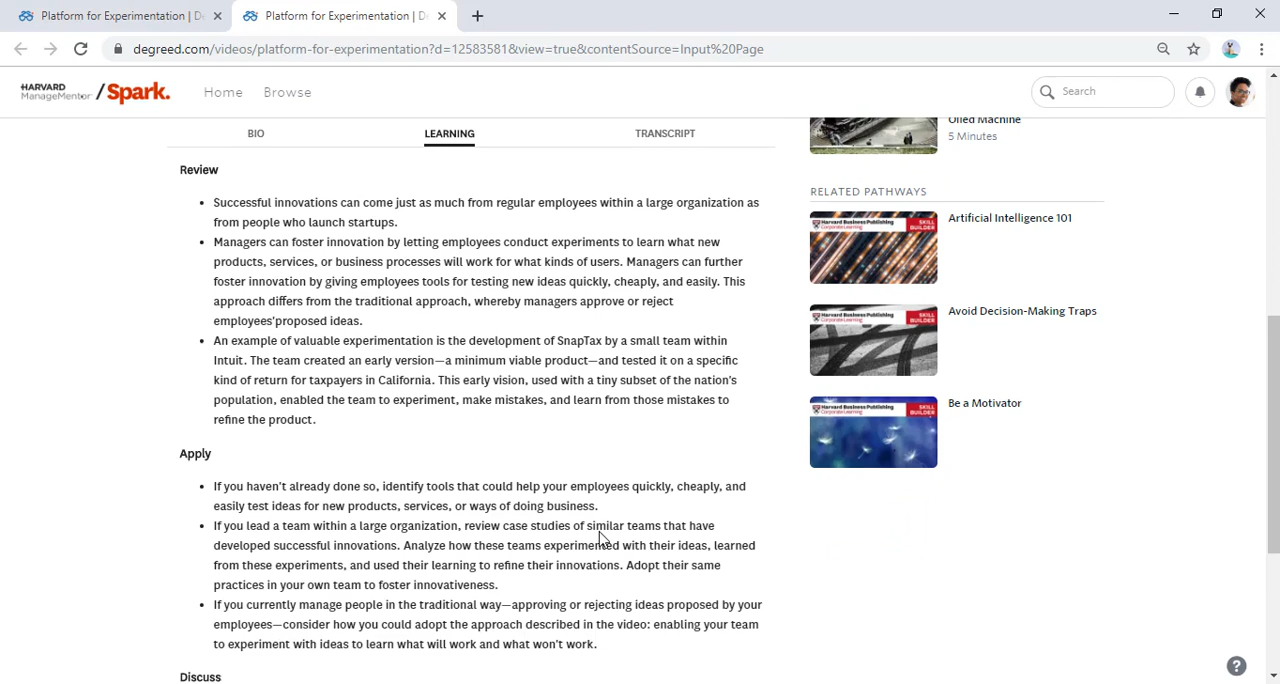 Platform for Experimentation | De
Platform for Experimentation | De
degreed.com/videos/platform-for-experimentation?d=12583581&view=true&contentSource=Input%20Page
HARVARD
ManageMentor / Spark.
Home
Browse
Search
BIO
LEARNING
TRANSCRIPT
Review
• Successful innovations can come just as much from regular employees within a large organization as
from people who launch startups.
• Managers can foster innovation by letting employees conduct experiments to learn what new
products, services, or business processes will work for what kinds of users. Managers can further
foster innovation by giving employees tools for testing new ideas quickly, cheaply, and easily. This
approach differs from the traditional approach, whereby managers approve or reject
employees'proposed ideas.
• An example of valuable experimentation is the development of SnapTax by a small team within
Intuit. The team created an early version—a minimum viable product—and tested it on a specific
kind of return for taxpayers in California. This early vision, used with a tiny subset of the nation's
population, enabled the team to experiment, make mistakes, and learn from those mistakes to
refine the product.
Apply
• If you haven't already done so, identify tools that could help your employees quickly, cheaply, and
easily test ideas for new products, services, or ways of doing business.
• If you lead a team within a large organization, review case studies of similar teams that have
developed successful innovations. Analyze how these teams experimented with their ideas, learned
from these experiments, and used their learning to refine their innovations. Adopt their same
practices in your own team to foster innovativeness.
• If you currently manage people in the traditional way—approving or rejecting ideas proposed by your
employees—consider how you could adopt the approach described in the video: enabling your team
to experiment with ideas to learn what will work and what won't work.
Discuss
Oiled Machine
5 Minutes
RELATED PATHWAYS
Harvard Business Publishing
Corporate Learning
SKILL
BUILDER
Artificial Intelligence 101
Harvard Business Publishing
Corporate Learning
SKILL
BUILDER
Avoid Decision-Making Traps
Harvard Business Publishing
Corporate Learning
SKILL
BUILDER
Be a Motivator